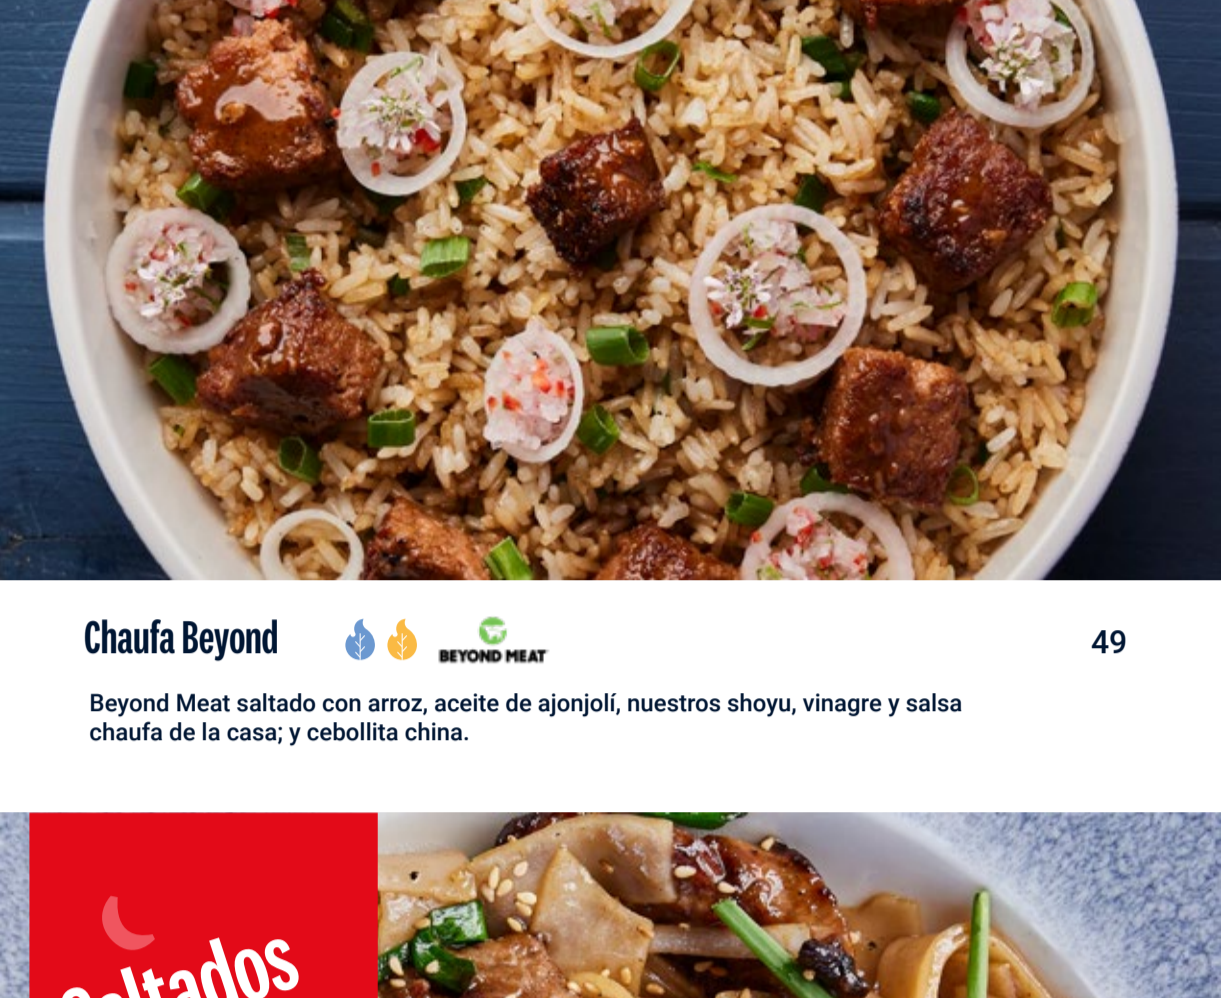 Chaufa Beyond
BEYOND MEAT
49
Beyond Meat saltado con arroz, aceite de ajonjolí, nuestros shoyu, vinagre y salsa
chaufa de la casa; y cebollita china.
Saltados